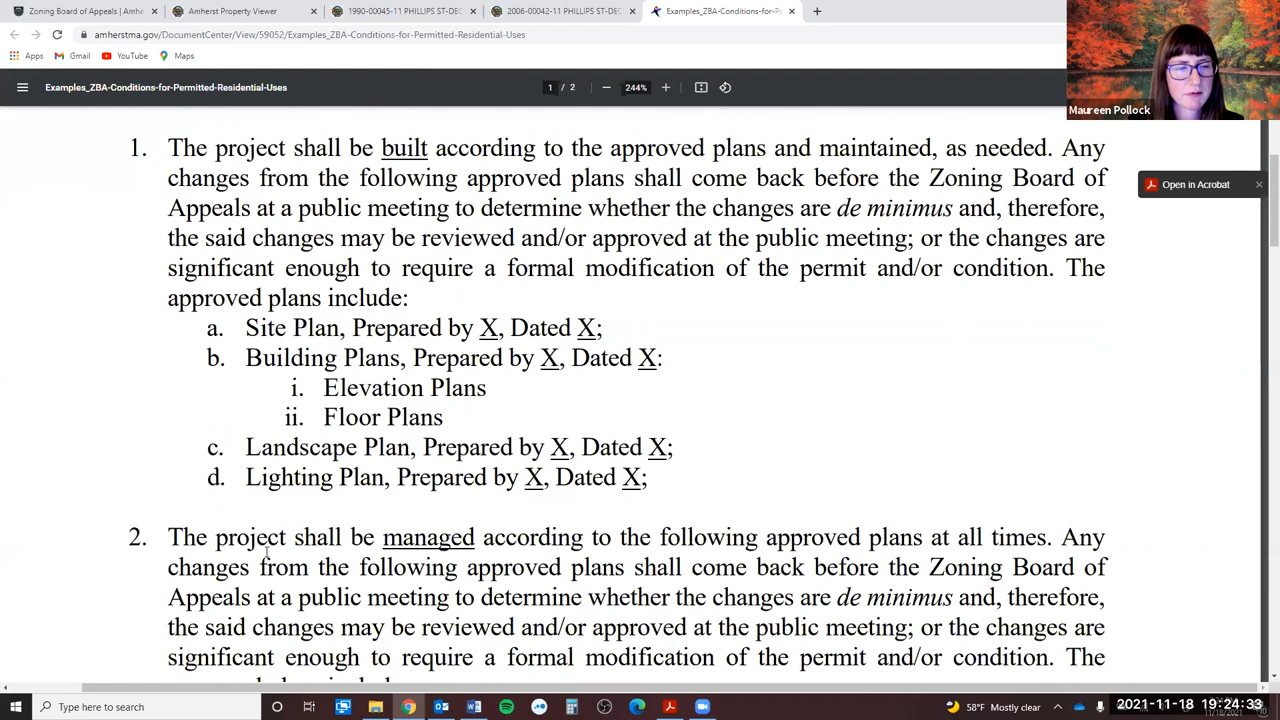 Zoning Board of Appeals | Amhe
Amherst Property Viewer
1990-00045-11 PHILLIPS ST-DEC
2006-00042-11 PHILLIPS ST-DEC
Examples_ZBA-Conditions-for-P
amherstma.gov/DocumentCenter/View/59052/Examples_ZBA-Conditions-for-Permitted-Residential-Uses
Apps Gmail YouTube Maps
Examples_ZBA-Conditions-for-Permitted-Residential-Uses
1 / 2
244%
Maureen Pollock
Open in Acrobat
1. The project shall be built according to the approved plans and maintained, as needed. Any
changes from the following approved plans shall come back before the Zoning Board of
Appeals at a public meeting to determine whether the changes are de minimus and, therefore,
the said changes may be reviewed and/or approved at the public meeting; or the changes are
significant enough to require a formal modification of the permit and/or condition. The
approved plans include:
a. Site Plan, Prepared by X, Dated X;
b. Building Plans, Prepared by X, Dated X:
i. Elevation Plans
ii. Floor Plans
c. Landscape Plan, Prepared by X, Dated X;
d. Lighting Plan, Prepared by X, Dated X;
2. The project shall be managed according to the following approved plans at all times. Any
changes from the following approved plans shall come back before the Zoning Board of
Appeals at a public meeting to determine whether the changes are de minimus and, therefore,
the said changes may be reviewed and/or approved at the public meeting; or the changes are
significant enough to require a formal modification of the permit and/or condition. The
Type here to search
58°F Mostly clear
2021-11-18 19:24:33